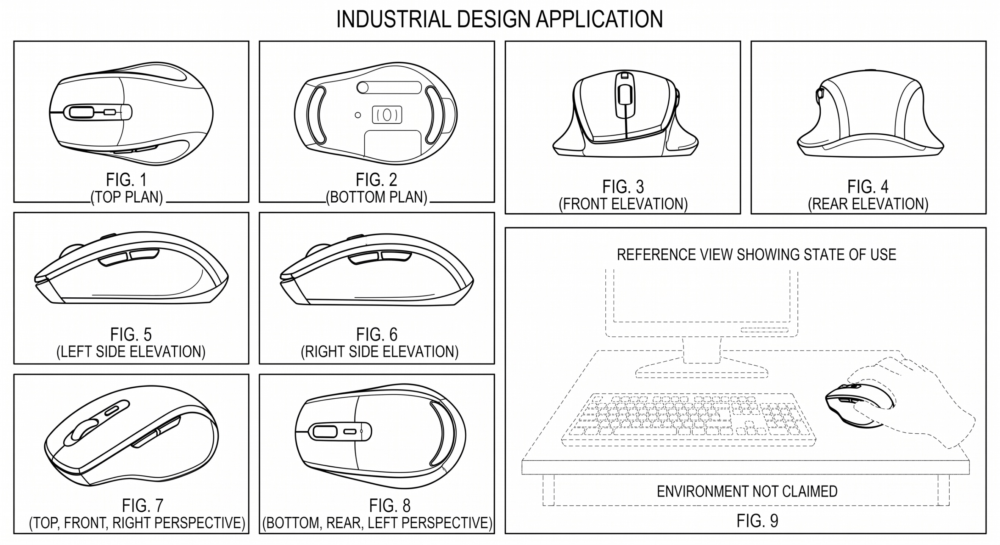 INDUSTRIAL DESIGN APPLICATION
FIG. 1
(TOP PLAN)
FIG. 2
(BOTTOM PLAN)
FIG. 3
(FRONT ELEVATION)
FIG. 4
(REAR ELEVATION)
FIG. 5
(LEFT SIDE ELEVATION)
FIG. 6
(RIGHT SIDE ELEVATION)
FIG. 7
(TOP, FRONT, RIGHT PERSPECTIVE)
FIG. 8
(BOTTOM, REAR, LEFT PERSPECTIVE)
REFERENCE VIEW SHOWING STATE OF USE
ENVIRONMENT NOT CLAIMED
FIG. 9